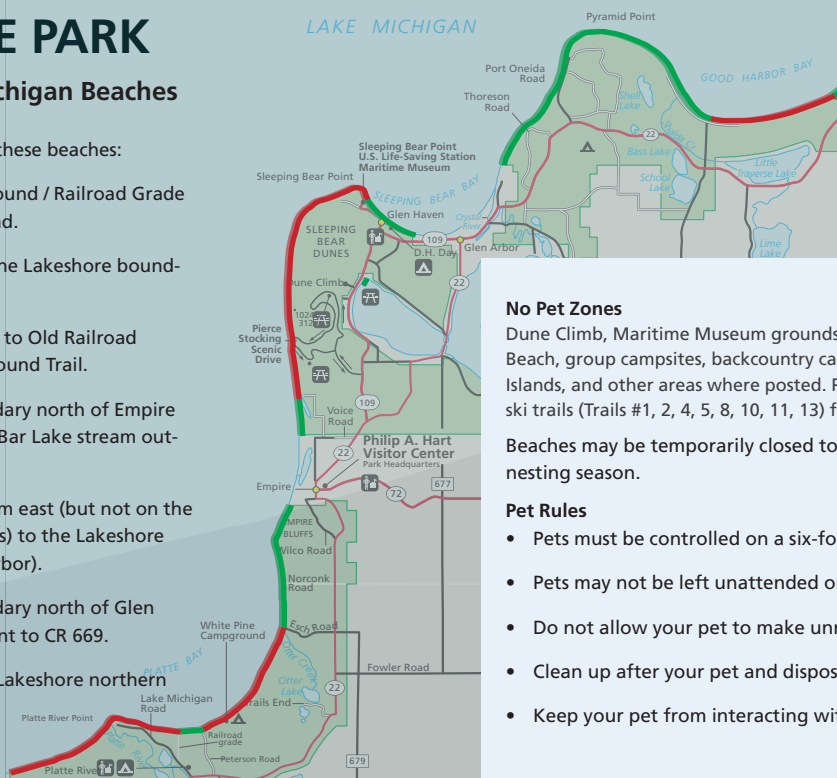 E PARK
chigan Beaches
these beaches:
ound / Railroad Grade
nd.
he Lakeshore bound-
to Old Railroad
ound Trail.
dary north of Empire
Bar Lake stream out-
m east (but not on the
s) to the Lakeshore
rbor).
dary north of Glen
nt to CR 669.
Lakeshore northern
LAKE MICHIGAN
Pyramid Point
Port Oneida
Road
GOOD HARBOR BAY
Thoreson
Road
Shell
Lake
22
Bass Lake
School
Lake
Little
Traverse Lake
Lime
Lake
Sleeping Bear Point
U.S. Life-Saving Station
Maritime Museum
Sleeping Bear Point
SLEEPING BEAR BAY
Glen Haven
Crystal
River
SLEEPING
BEAR
DUNES
109
D.H. Day
Glen Arbor
22
Dune Climb
1024
312
Pierce
Stocking
Scenic
Drive
109
Voice
Road
22
Philip A. Hart
Visitor Center
Park Headquarters
Empire
72
677
EMPIRE
BLUFFS
Wilco Road
Norconk
Road
Esch Road
White Pine
Campground
PLATTE BAY
Otter Creek
Fowler Road
Otter
Lake
22
Trails End
Lake Michigan
Road
Platte River Point
Railroad
grade
Platte River
Peterson Road
679
Platte River
No Pet Zones
Dune Climb, Maritime Museum grounds
Beach, group campsites, backcountry ca
Islands, and other areas where posted. P
ski trails (Trails #1, 2, 4, 5, 8, 10, 11, 13) f
Beaches may be temporarily closed to
nesting season.
Pet Rules
• Pets must be controlled on a six-fo
• Pets may not be left unattended o
• Do not allow your pet to make unr
• Clean up after your pet and dispos
• Keep your pet from interacting wit